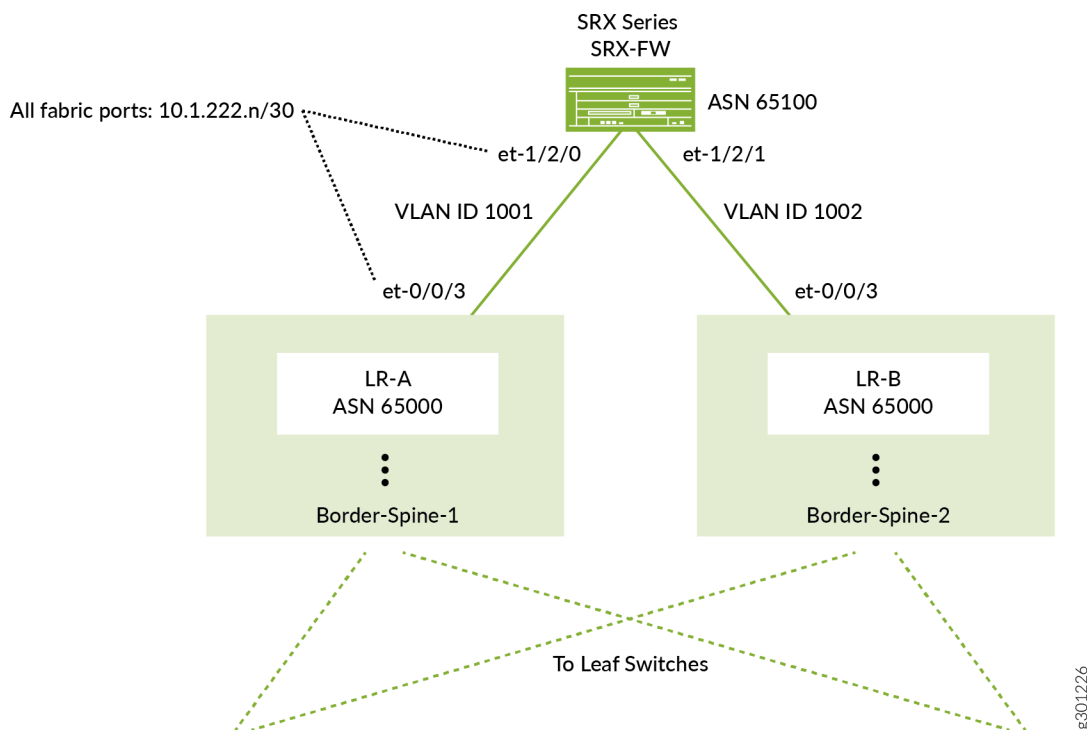 SRX Series
SRX-FW
ASN 65100
All fabric ports: 10.1.222.n/30
et-1/2/0
et-1/2/1
VLAN ID 1001
VLAN ID 1002
et-0/0/3
et-0/0/3
LR-A
ASN 65000
LR-B
ASN 65000
Border-Spine-1
Border-Spine-2
To Leaf Switches
g301226